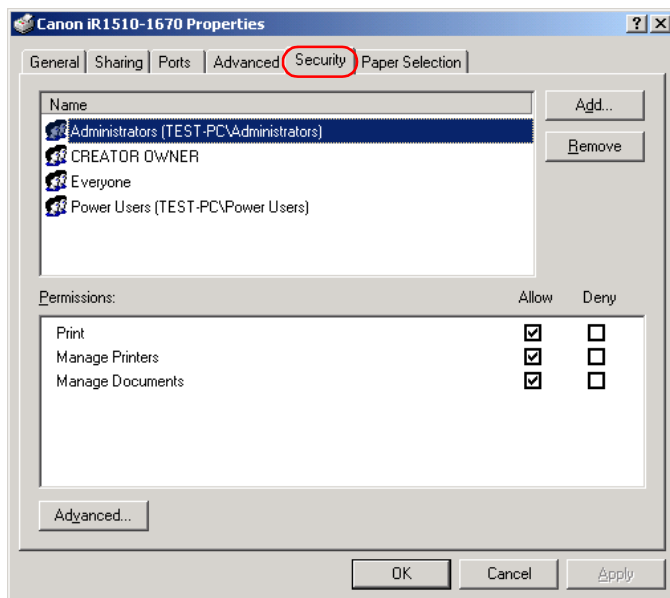 Canon iR1510-1670 Properties
General Sharing Ports Advanced Security Paper Selection
Name
Add...
Administrators (TEST-PC\Administrators)
Remove
CREATOR OWNER
Everyone
Power Users (TEST-PC\Power Users)
Permissions: Allow Deny
Print
Manage Printers
Manage Documents
Advanced...
OK Cancel Apply